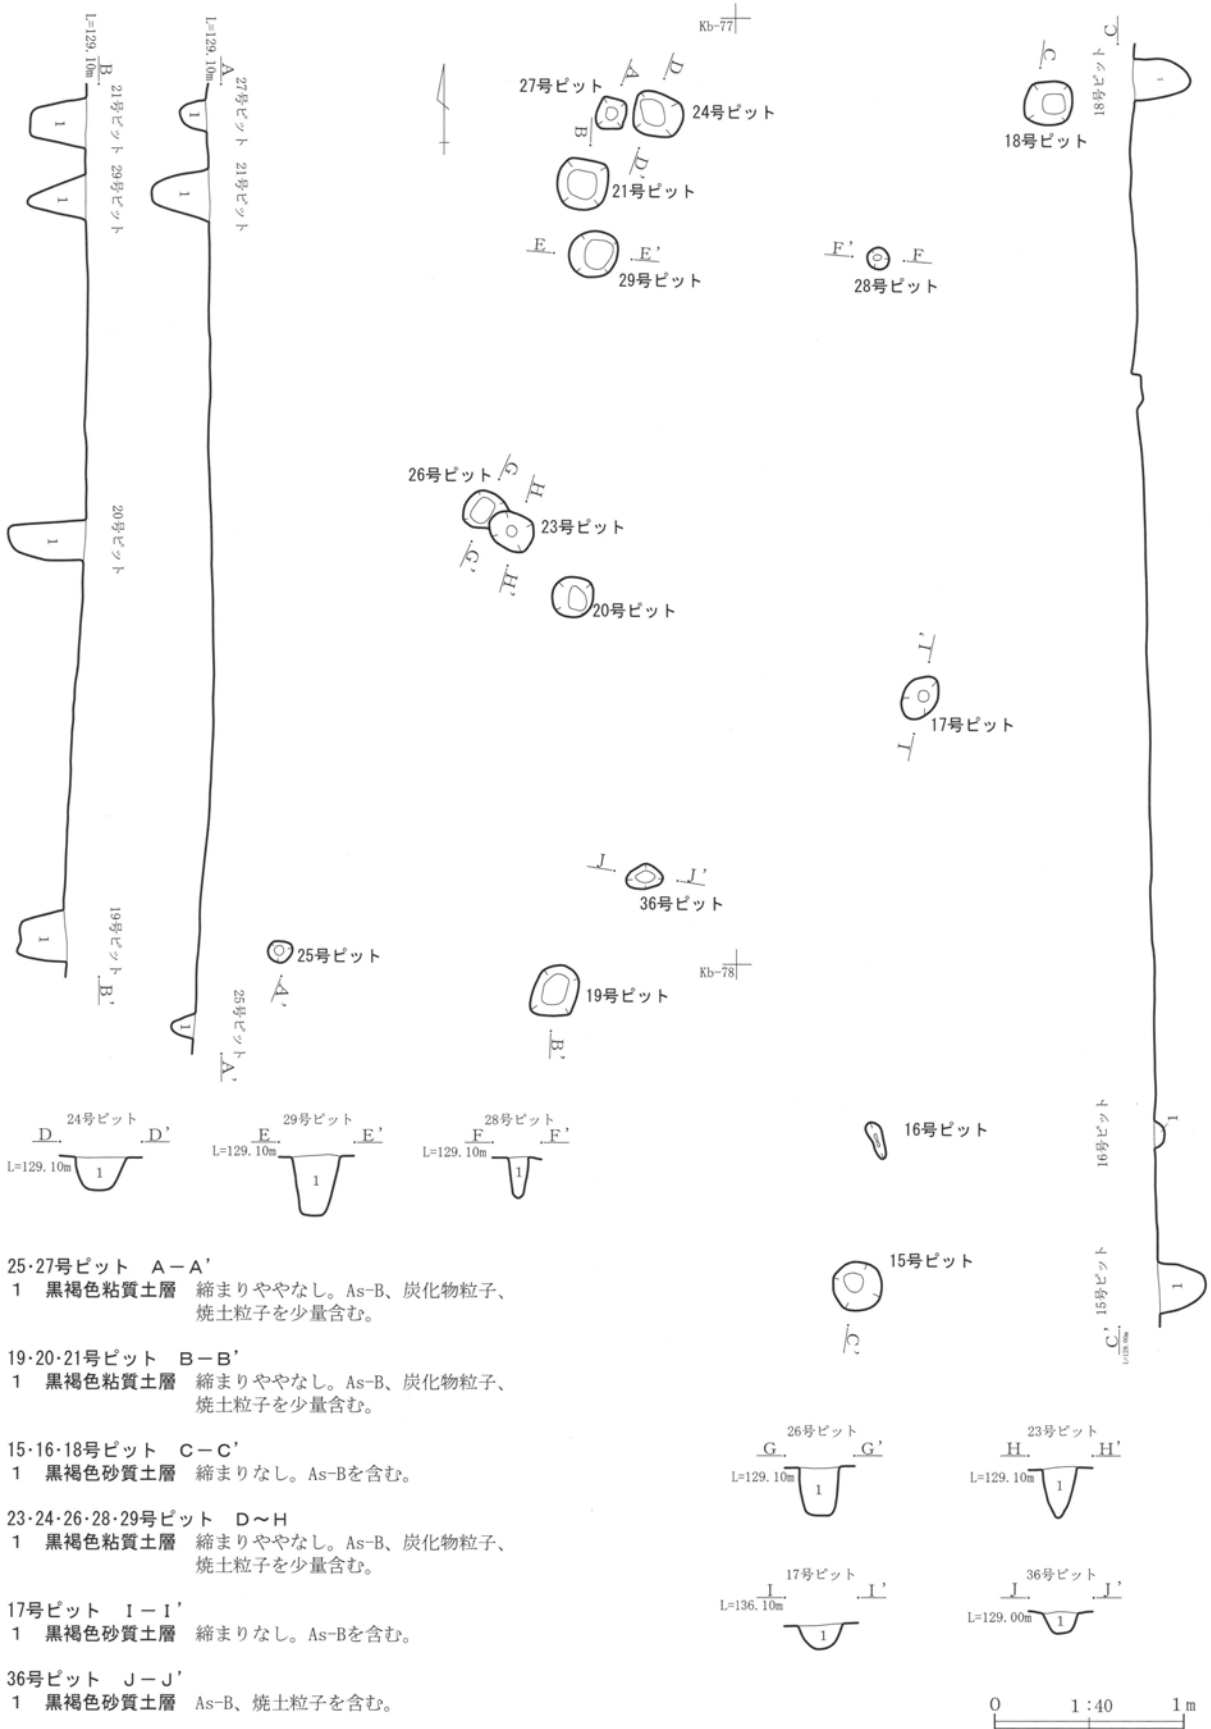 L=129.10m
B
21号ピット
29号ピット
20号ピット
19号ピット
B'
1
1
1
1
L=129.10m
A
27号ピット
21号ピット
25号ピット
A'
1
1
1
Kb-77
27号ピット
A
D
24号ピット
B
D'
21号ピット
E
E'
29号ピット
F'
F
28号ピット
C
18号ピット
26号ピット
G
H
23号ピット
G'
H'
20号ピット
I'
17号ピット
I
J
J'
36号ピット
25号ピット
A'
Kb-78
19号ピット
B'
16号ピット
15号ピット
C'
C
18号ピット
16号ピット
1
15号ピット
1
C'
L=129.00m
24号ピット
D D'
L=129.10m
1
29号ピット
E E'
L=129.10m
1
28号ピット
F F'
L=129.10m
1
25・27号ピット A－A'
1 黒褐色粘質土層 締まりややなし。As-B、炭化物粒子、
焼土粒子を少量含む。
19・20・21号ピット B－B'
1 黒褐色粘質土層 締まりややなし。As-B、炭化物粒子、
焼土粒子を少量含む。
15・16・18号ピット C－C'
1 黒褐色砂質土層 締まりなし。As-Bを含む。
23・24・26・28・29号ピット D～H
1 黒褐色粘質土層 締まりややなし。As-B、炭化物粒子、
焼土粒子を少量含む。
17号ピット I－I'
1 黒褐色砂質土層 締まりなし。As-Bを含む。
36号ピット J－J'
1 黒褐色砂質土層 As-B、焼土粒子を含む。
26号ピット
G G'
L=129.10m
1
23号ピット
H H'
L=129.10m
1
17号ピット
I I'
L=136.10m
1
36号ピット
J J'
L=129.00m
1
0 1:40 1m